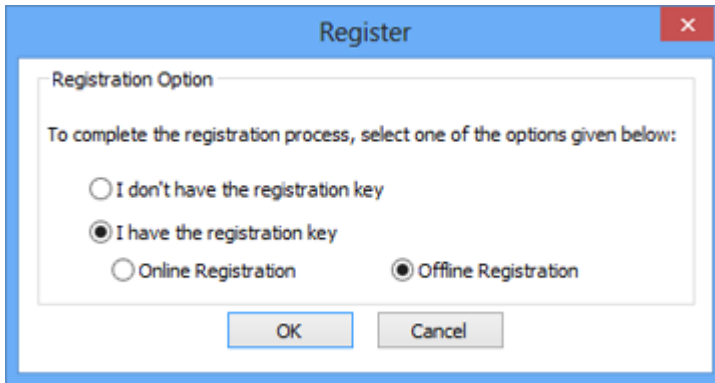 Register
Registration Option
To complete the registration process, select one of the options given below:
I don't have the registration key
I have the registration key
Online Registration Offline Registration
OK Cancel